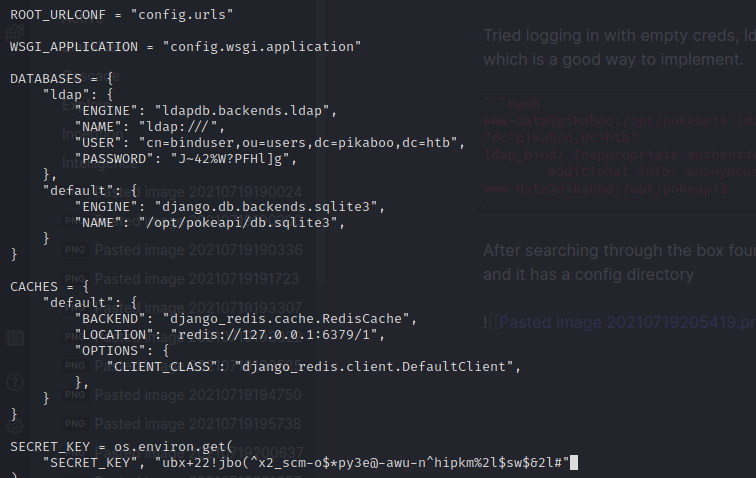 ROOT_URLCONF = "config.urls"
WSGI_APPLICATION = "config.wsgi.application"
DATABASES = {
    "ldap": {
        "ENGINE": "ldapdb.backends.ldap",
        "NAME": "ldap:///",
        "USER": "cn=binduser,ou=users,dc=pikaboo,dc=htb",
        "PASSWORD": "J~42%W?PFHl]g",
    },
    "default": {
        "ENGINE": "django.db.backends.sqlite3",
        "NAME": "/opt/pokeapi/db.sqlite3",
    }
}
CACHES = {
    "default": {
        "BACKEND": "django_redis.cache.RedisCache",
        "LOCATION": "redis://127.0.0.1:6379/1",
        "OPTIONS": {
            "CLIENT_CLASS": "django_redis.client.DefaultClient",
        },
    }
}
SECRET_KEY = os.environ.get(
    "SECRET_KEY", "ubx+22!jbo(^x2_scm-o$*py3e@-awu-n^hipkm%2l$sw$&2l#"
)
Pasted image 20210719190024
PNG Pasted image 20210719190336
PNG Pasted image 20210719191723
PNG Pasted image 20210719193307
PNG Pasted image 20210719194750
PNG Pasted image 20210719195738
Tried logging in with empty creds, ld
which is a good way to implement.
```bash
www-data@pikaboo:/opt/pokeapi$ ld
"dc=pikaboo,dc=htb"
ldap_bind: Inappropriate authenti
additional info: anonymous
www-data@pikaboo:/opt/pokeapi$
```
After searching through the box foun
and it has a config directory
![[Pasted image 20210719205419.pn